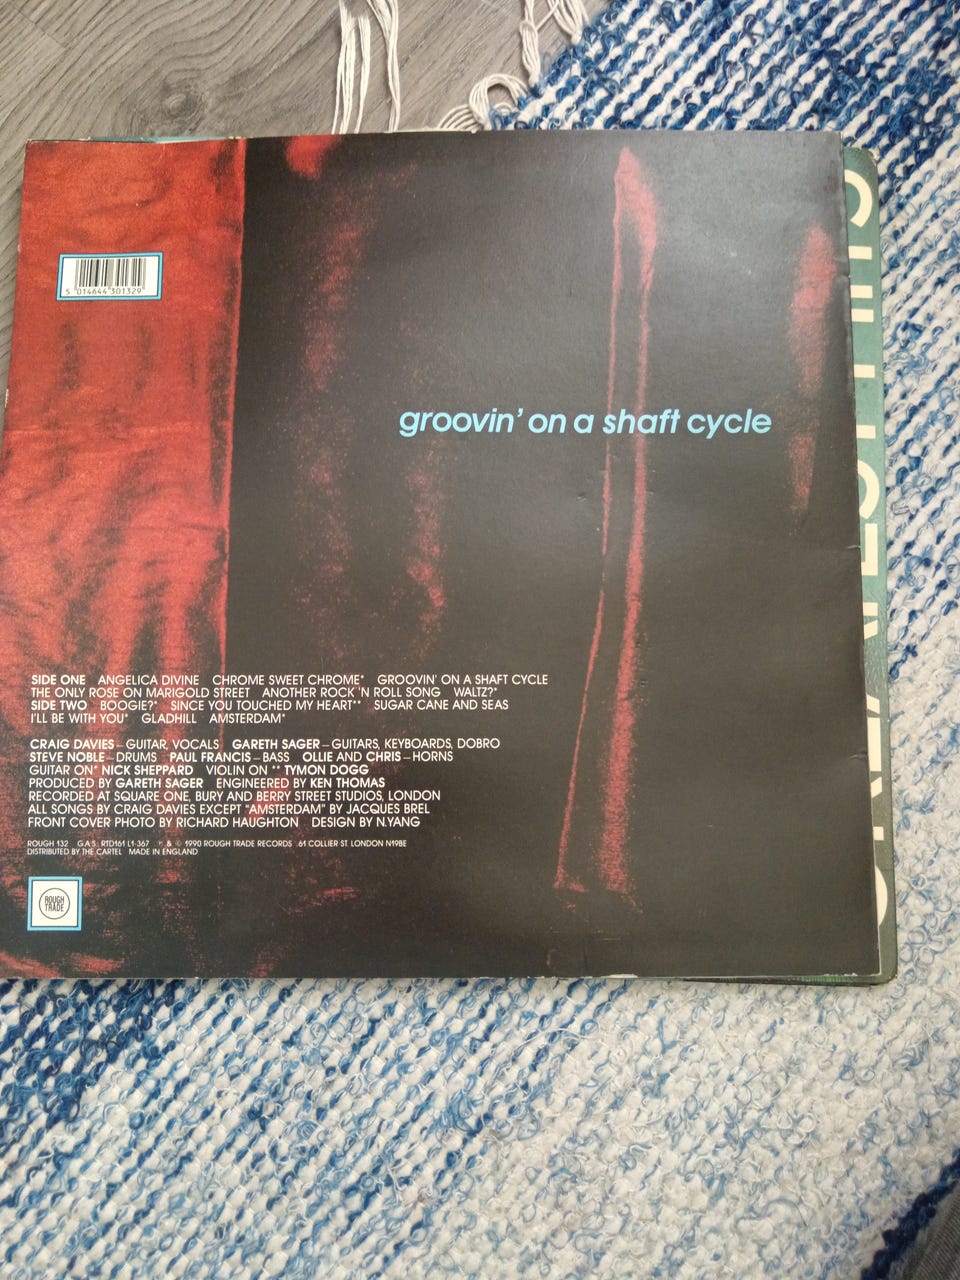 5 014644 301329
groovin' on a shaft cycle
SIDE ONE ANGELICA DIVINE CHROME SWEET CHROME* GROOVIN' ON A SHAFT CYCLE
THE ONLY ROSE ON MARIGOLD STREET ANOTHER ROCK 'N ROLL SONG WALTZ?*
SIDE TWO BOOGIE?* SINCE YOU TOUCHED MY HEART** SUGAR CANE AND SEAS
I'LL BE WITH YOU* GLADHILL AMSTERDAM*
CRAIG DAVIES – GUITAR, VOCALS GARETH SAGER – GUITARS, KEYBOARDS, DOBRO
STEVE NOBLE – DRUMS PAUL FRANCIS – BASS OLLIE AND CHRIS – HORNS
GUITAR ON* NICK SHEPPARD VIOLIN ON ** TYMON DOGG
PRODUCED BY GARETH SAGER ENGINEERED BY KEN THOMAS
RECORDED AT SQUARE ONE, BURY AND BERRY STREET STUDIOS, LONDON
ALL SONGS BY CRAIG DAVIES EXCEPT "AMSTERDAM" BY JACQUES BREL
FRONT COVER PHOTO BY RICHARD HAUGHTON DESIGN BY N.YANG
ROUGH 132 G.A.S: RTD161 L1-367 ℗ & © 1990 ROUGH TRADE RECORDS 61 COLLIER ST. LONDON N19BE
DISTRIBUTED BY THE CARTEL MADE IN ENGLAND
ROUGH
TRADE